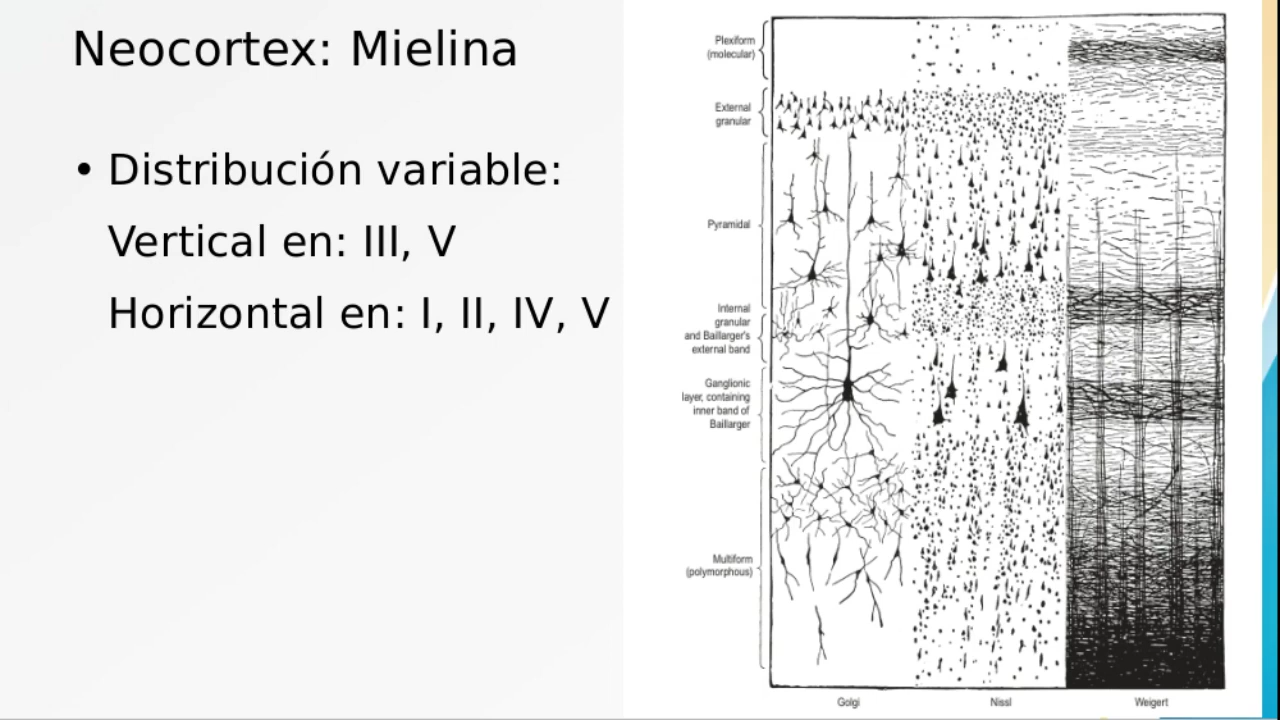 Neocortex: Mielina
• Distribución variable:
Vertical en: III, V
Horizontal en: I, II, IV, V
Plexiform
(molecular)
External
granular
Pyramidal
Internal
granular
and Baillarger's
external band
Ganglionic
layer, containing
inner band of
Baillarger
Multiform
(polymorphous)
Golgi
Nissl
Weigert